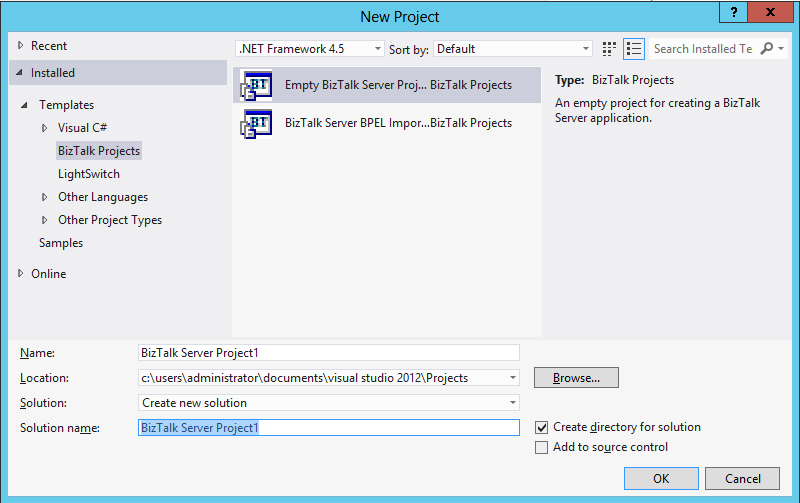 New Project
?
X
Recent
Installed
Templates
Visual C#
BizTalk Projects
LightSwitch
Other Languages
Other Project Types
Samples
Online
.NET Framework 4.5 Sort by: Default
Search Installed Te
Empty BizTalk Server Proj... BizTalk Projects
BizTalk Server BPEL Impor...BizTalk Projects
Type: BizTalk Projects
An empty project for creating a BizTalk
Server application.
Name: BizTalk Server Project1
Location: c:\users\administrator\documents\visual studio 2012\Projects Browse...
Solution: Create new solution
Solution name: BizTalk Server Project1
Create directory for solution
Add to source control
OK Cancel